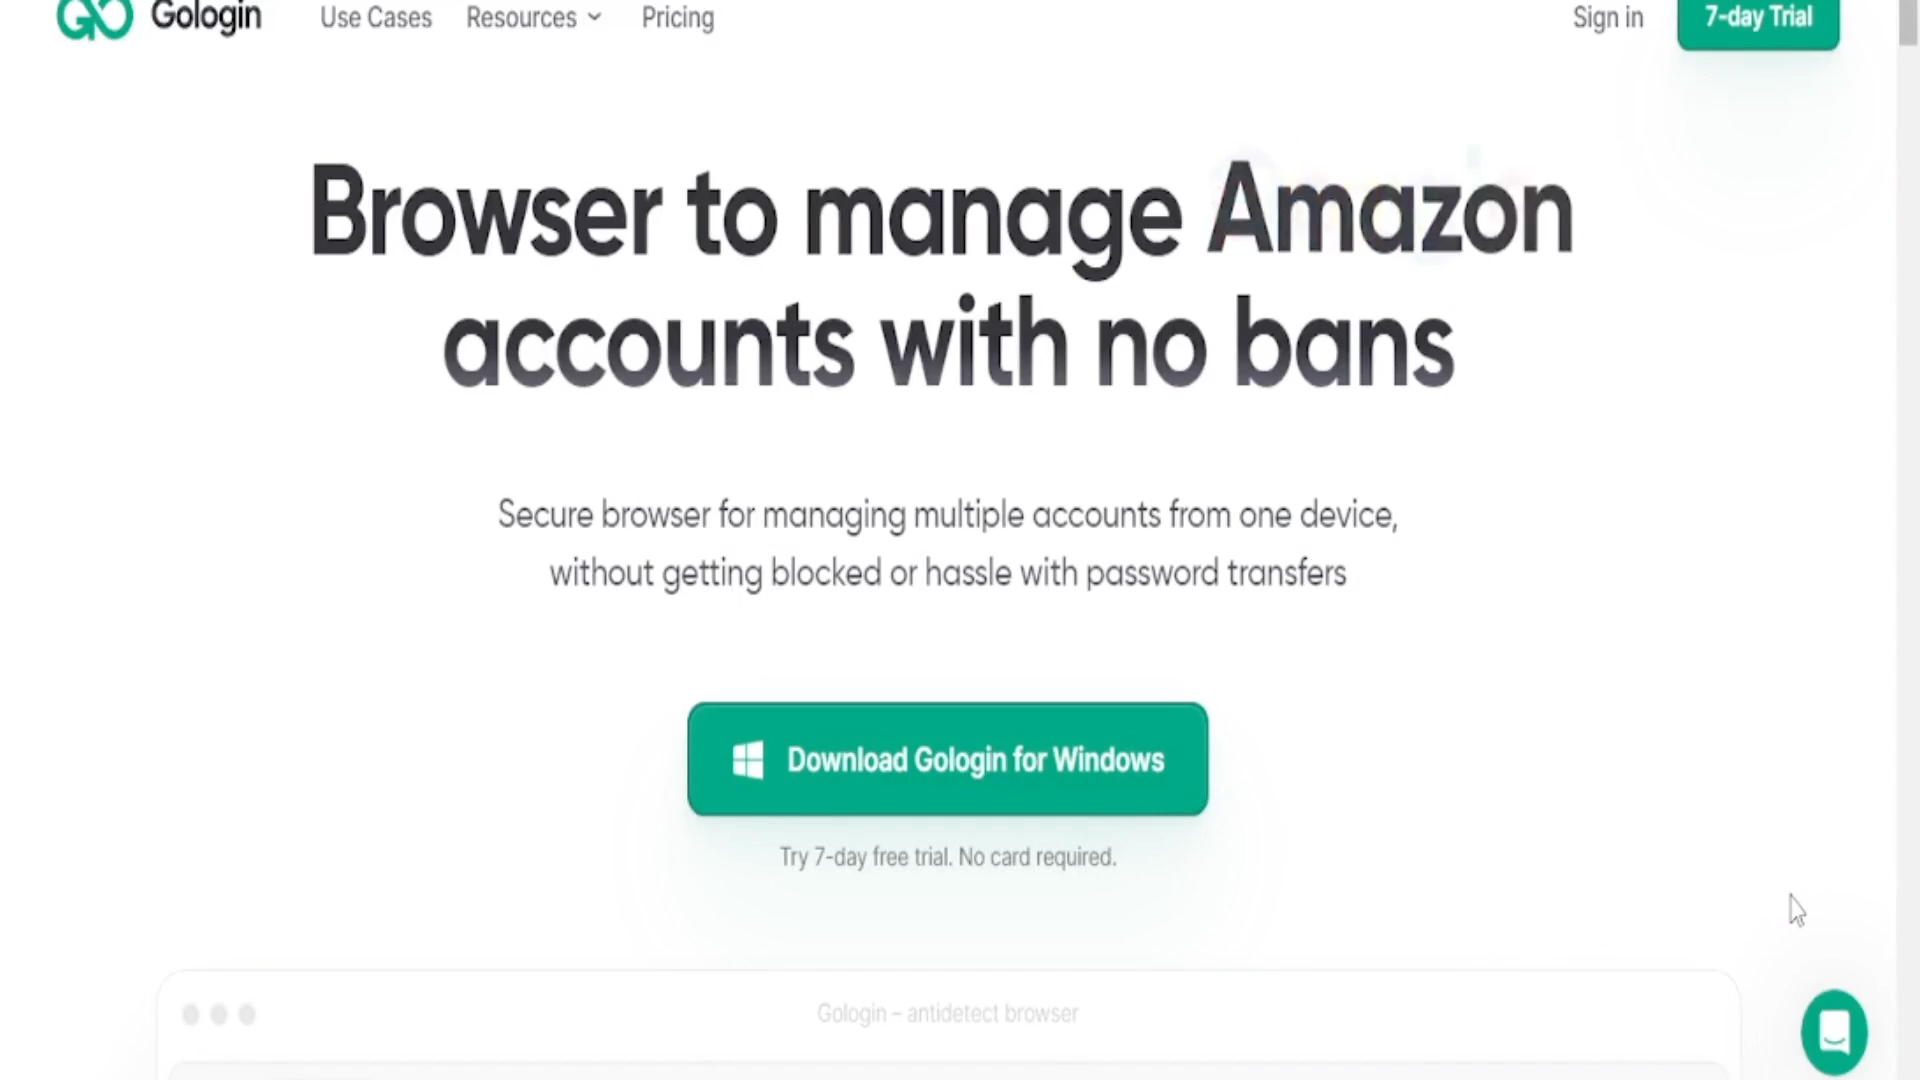 Gologin Use Cases Resources Pricing Sign in 7-day Trial
Browser to manage Amazon
accounts with no bans
Secure browser for managing multiple accounts from one device,
without getting blocked or hassle with password transfers
Download Gologin for Windows
Try 7-day free trial. No card required.
Gologin – antidetect browser